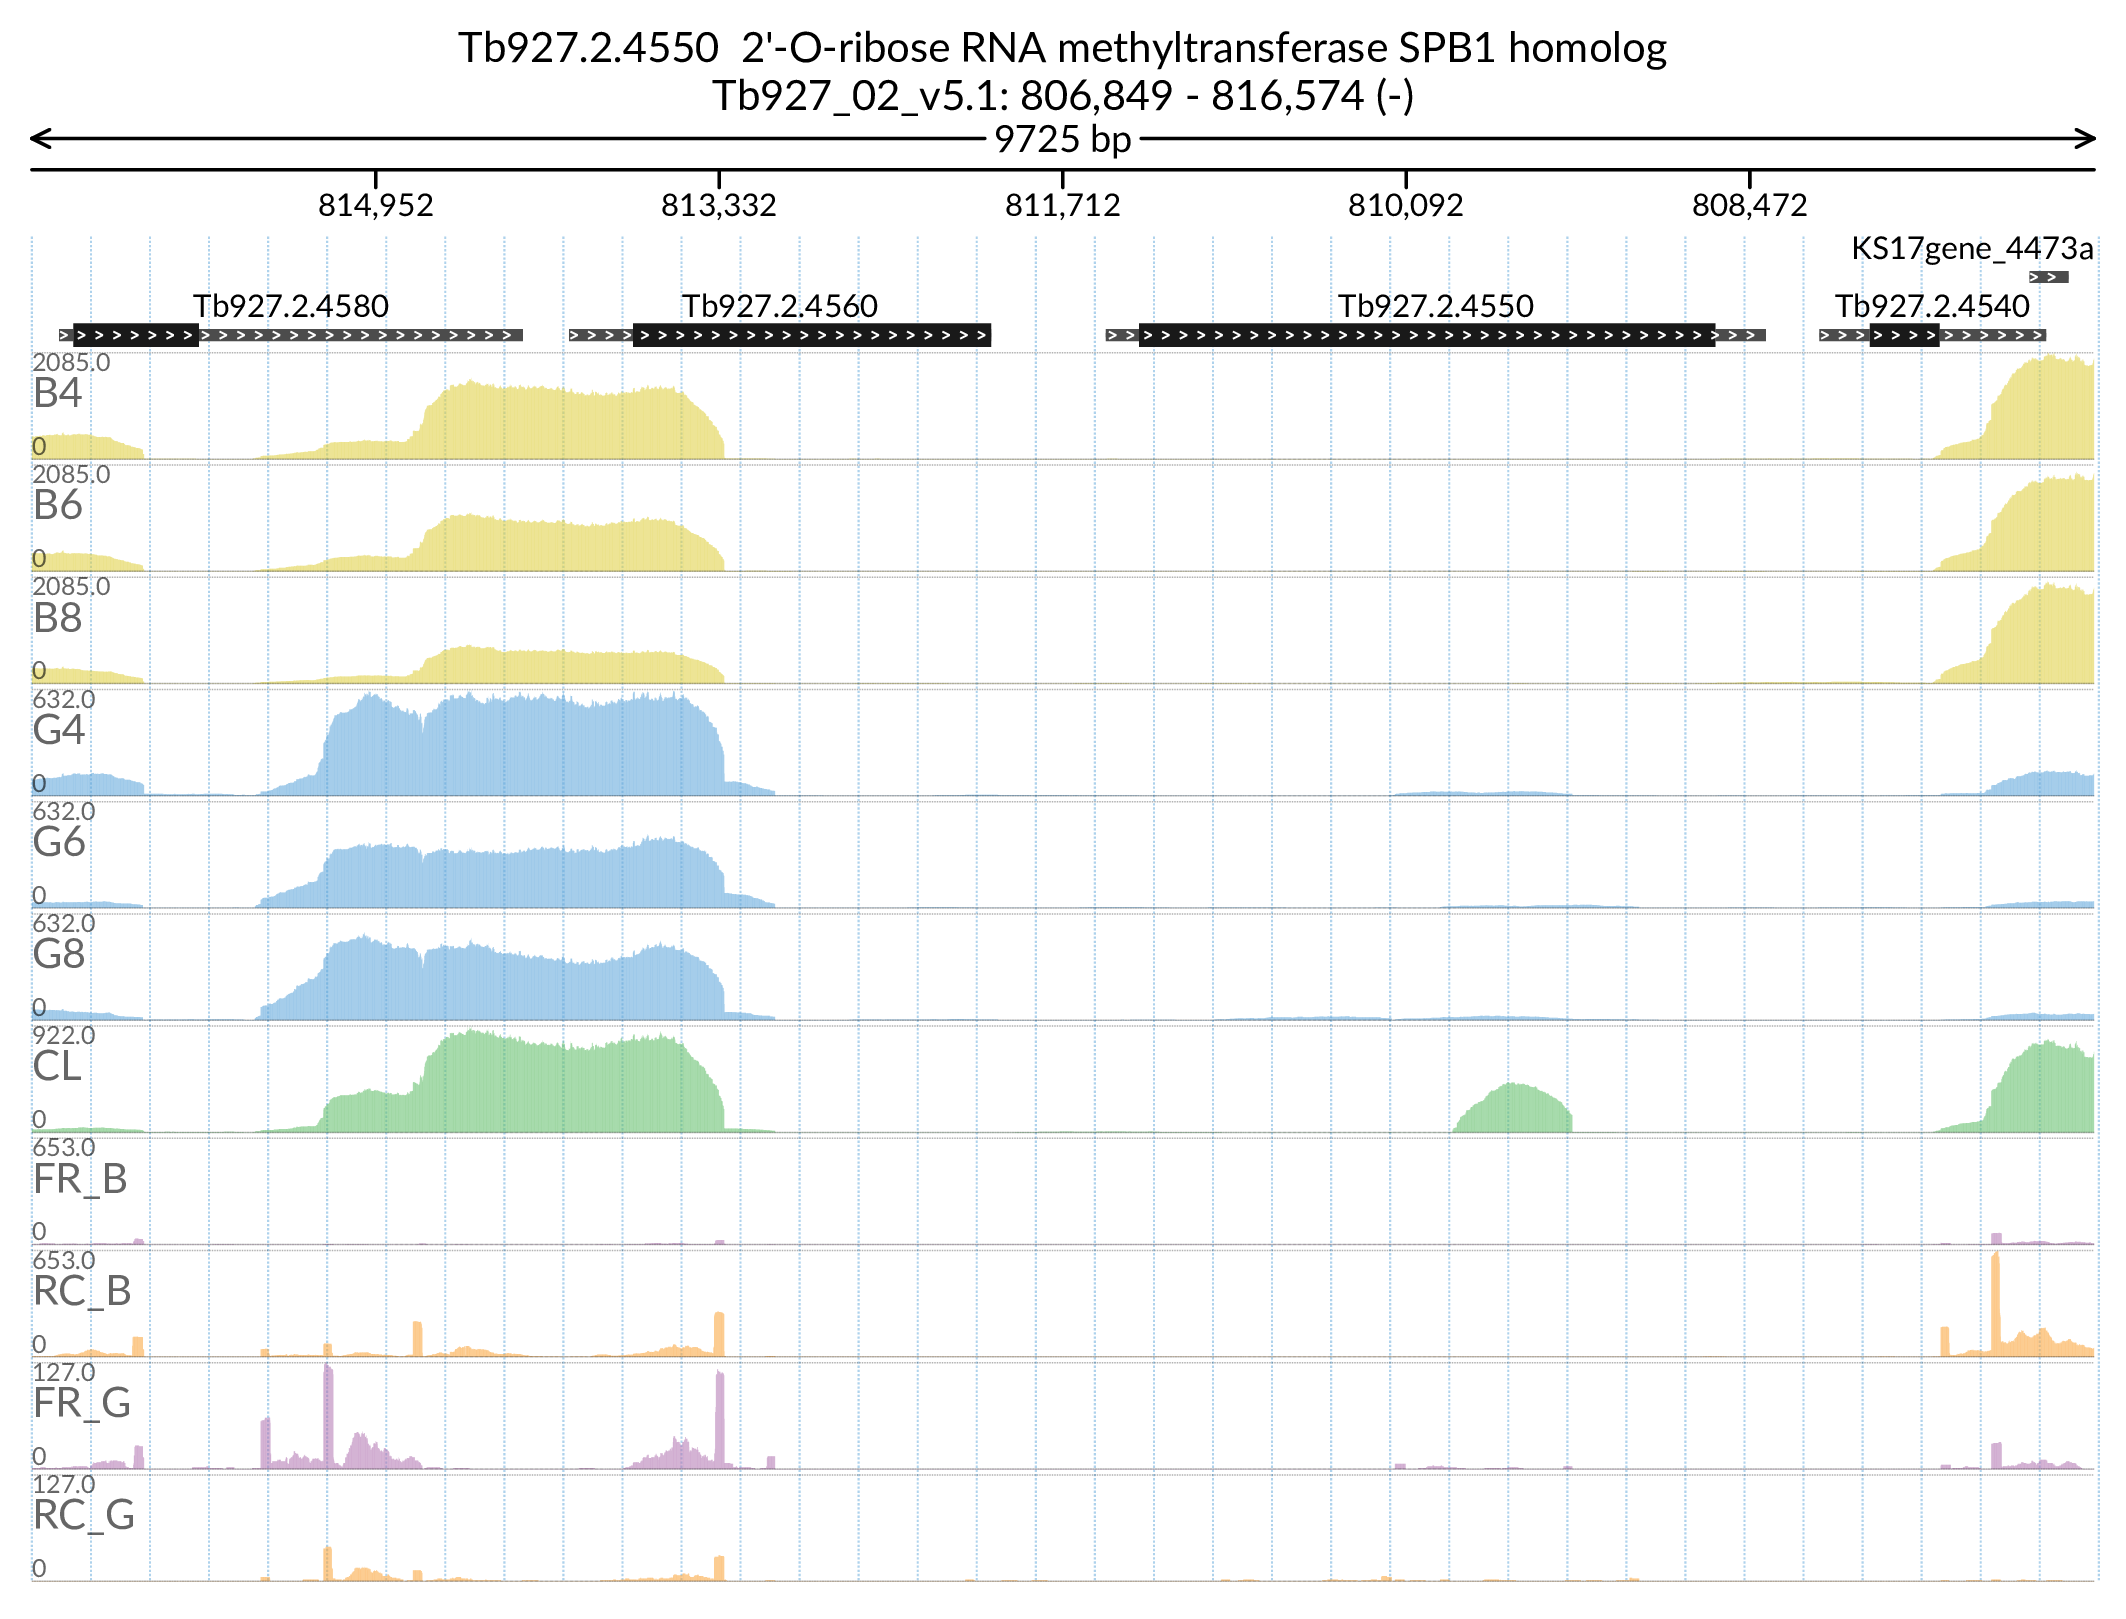 Tb927.2.4550  2'-O-ribose RNA methyltransferase SPB1 homolog
Tb927_02_v5.1: 806,849 - 816,574 (-)
9725 bp
814,952 813,332 811,712 810,092 808,472
KS17gene_4473a
Tb927.2.4580 Tb927.2.4560 Tb927.2.4550 Tb927.2.4540
2085.0
B4
0
2085.0
B6
0
2085.0
B8
0
632.0
G4
0
632.0
G6
0
632.0
G8
0
922.0
CL
0
653.0
FR_B
0
653.0
RC_B
0
127.0
FR_G
0
127.0
RC_G
0